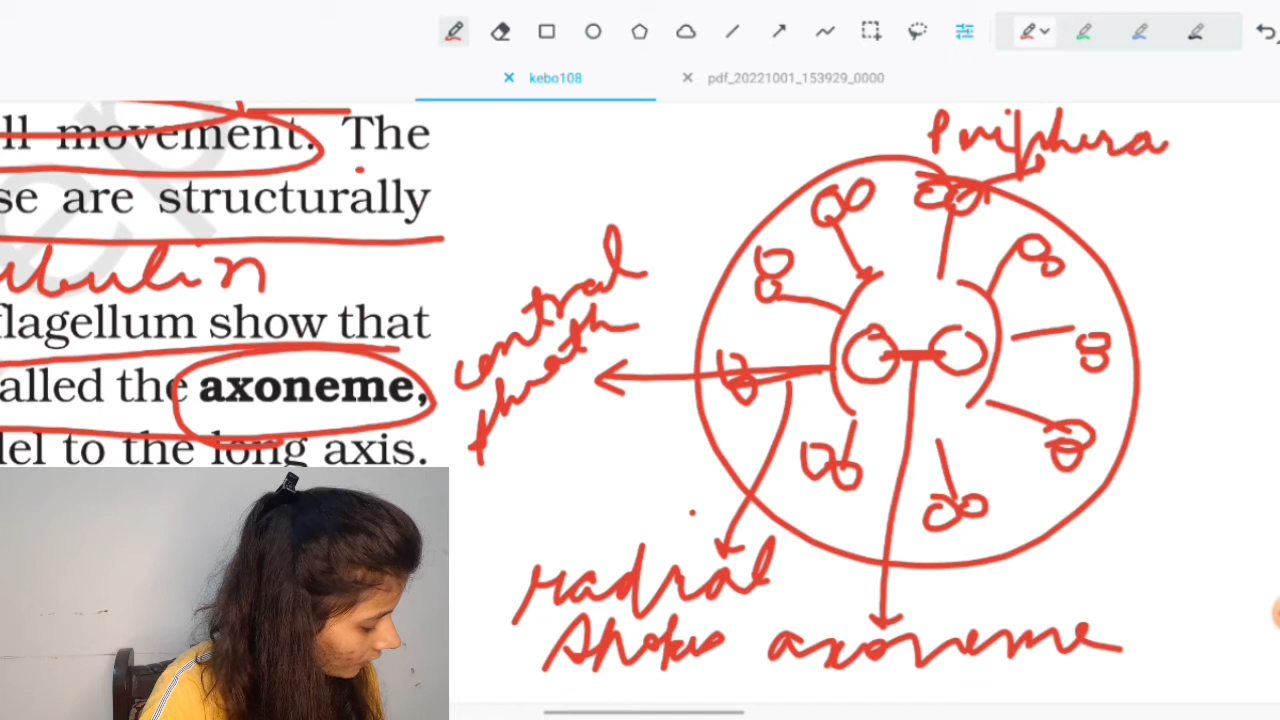 kebo108
pdf_20221001_153929_0000
ll movement. The
se are structurally
ubulin
flagellum show that
alled the axoneme,
lel to the long axis.
Priphera
central
sheath
radial
spokes
axoneme